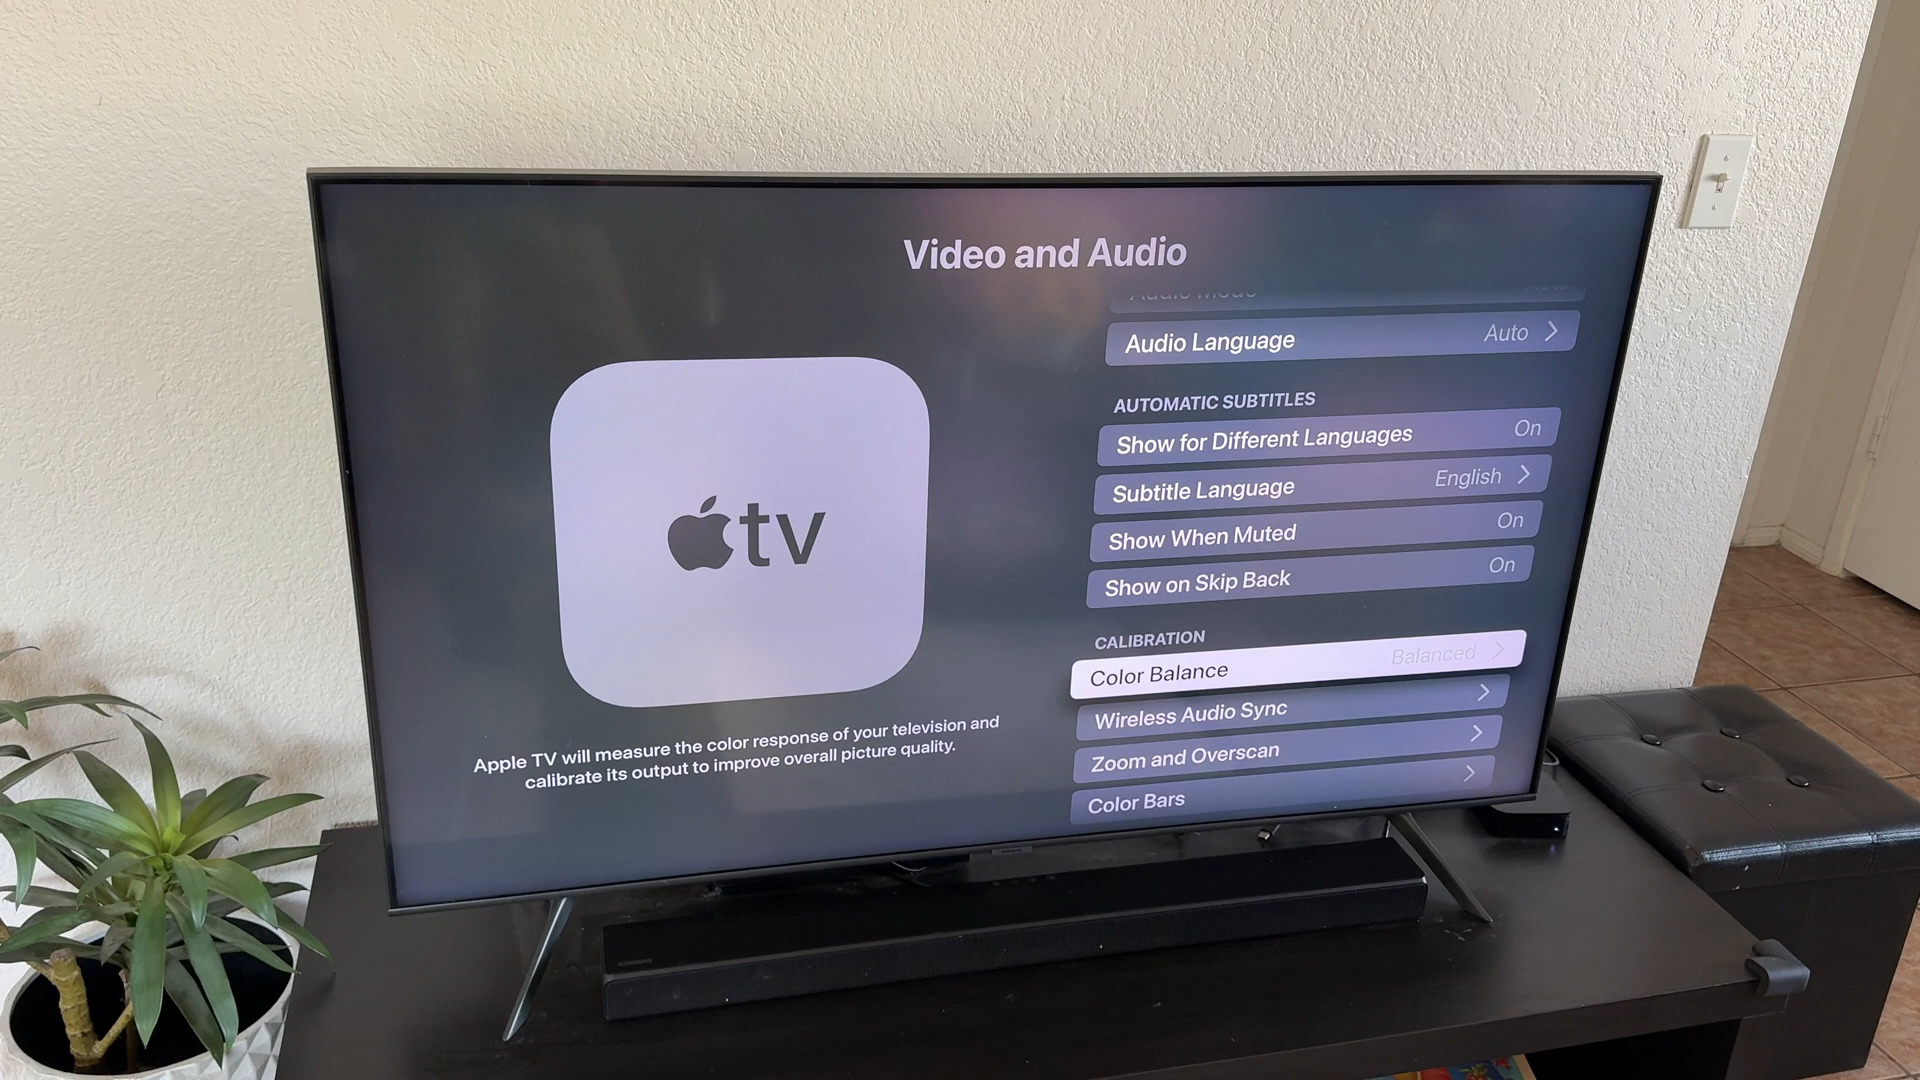 Video and Audio
Audio Mode
Audio Language Auto
AUTOMATIC SUBTITLES
Show for Different Languages On
Subtitle Language English
Show When Muted On
Show on Skip Back On
CALIBRATION
Color Balance Balanced
Wireless Audio Sync
Zoom and Overscan
Color Bars
tv
Apple TV will measure the color response of your television and
calibrate its output to improve overall picture quality.